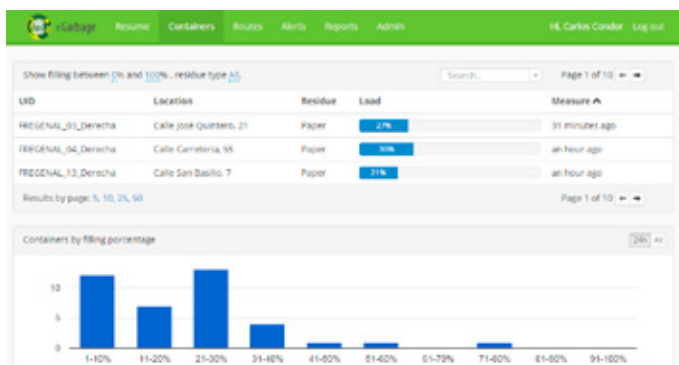 eGarbage Resume Containers Routes Alerts Reports Admin Hi, Carlos Condor Log out
Show filling between 0% and 100%, residue type All. Search.. Page 1 of 10
UID Location Residue Load Measure
FREGENAL_03_Derecha Calle José Quintero, 21 Paper 27% 31 minutes ago
FREGENAL_04_Derecha Calle Carretería, 55 Paper 30% an hour ago
FREGENAL_13_Derecha Calle San Basilio, 7 Paper 21% an hour ago
Results by page: 5, 10, 25, 50 Page 1 of 10
Containers by filling porcentage 24h All
10
5
0
1-10% 11-20% 21-30% 31-40% 41-50% 51-60% 61-70% 71-80% 81-90% 91-100%